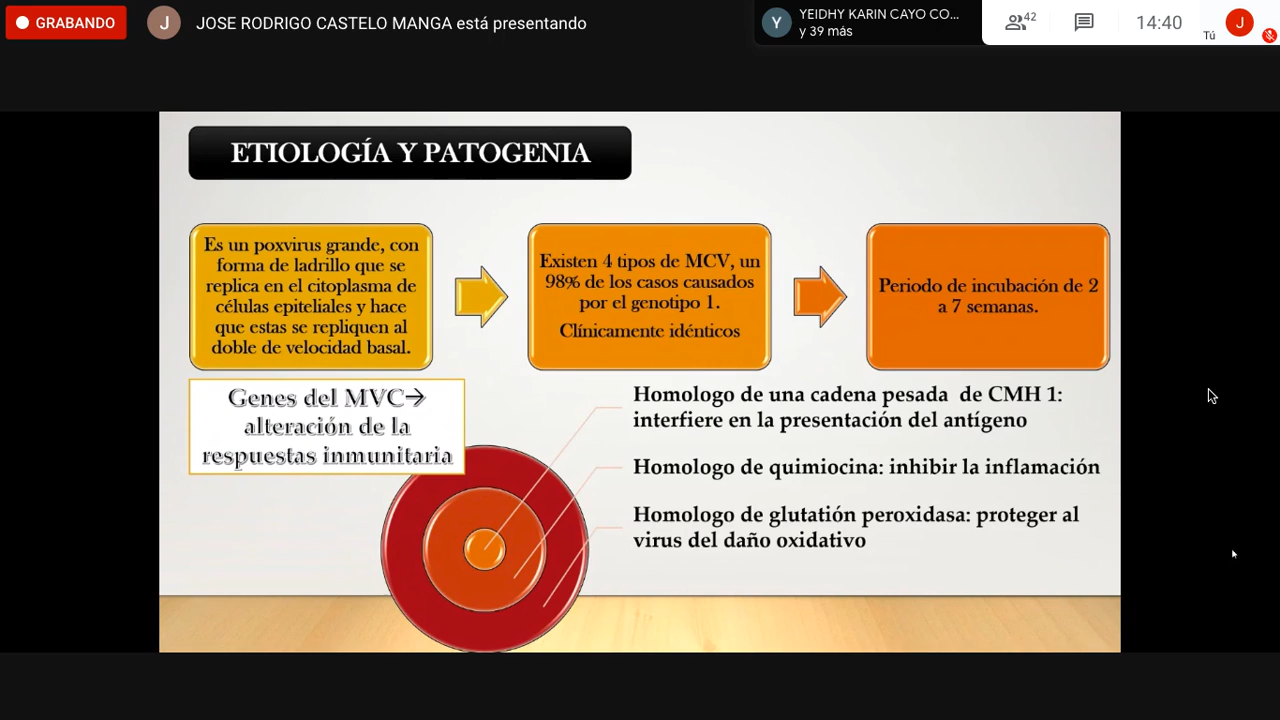 GRABANDO
J
JOSE RODRIGO CASTELO MANGA está presentando
Y
YEIDHY KARIN CAYO CO...
y 39 más
42
14:40
Tú
J
ETIOLOGÍA Y PATOGENIA
Es un poxvirus grande, con
forma de ladrillo que se
replica en el citoplasma de
células epiteliales y hace
que estas se repliquen al
doble de velocidad basal.
Existen 4 tipos de MCV, un
98% de los casos causados
por el genotipo 1.
Clínicamente idénticos
Periodo de incubación de 2
a 7 semanas.
Genes del MVC→
alteración de la
respuestas inmunitaria
Homologo de una cadena pesada de CMH 1:
interfiere en la presentación del antígeno
Homologo de quimiocina: inhibir la inflamación
Homologo de glutatión peroxidasa: proteger al
virus del daño oxidativo